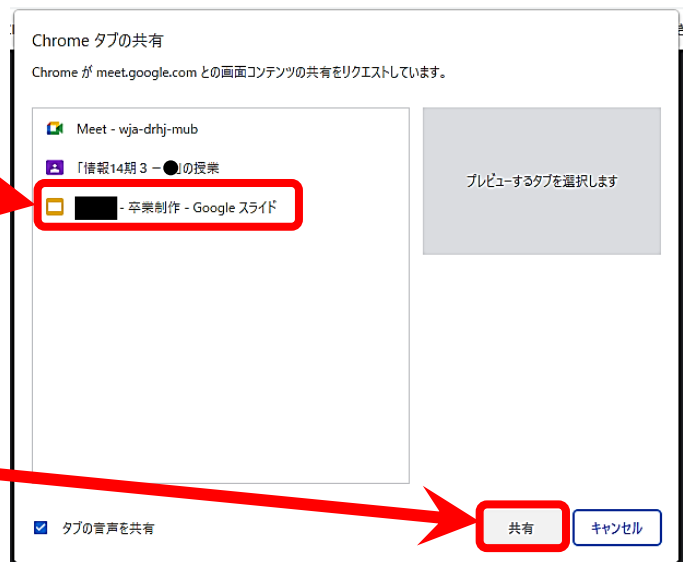 Chrome タブの共有
Chrome が meet.google.com との画面コンテンツの共有をリクエストしています。
Meet - wja-drhj-mub
「情報14期３－●」の授業
- 卒業制作 - Google スライド
プレビューするタブを選択します
タブの音声を共有
共有
キャンセル